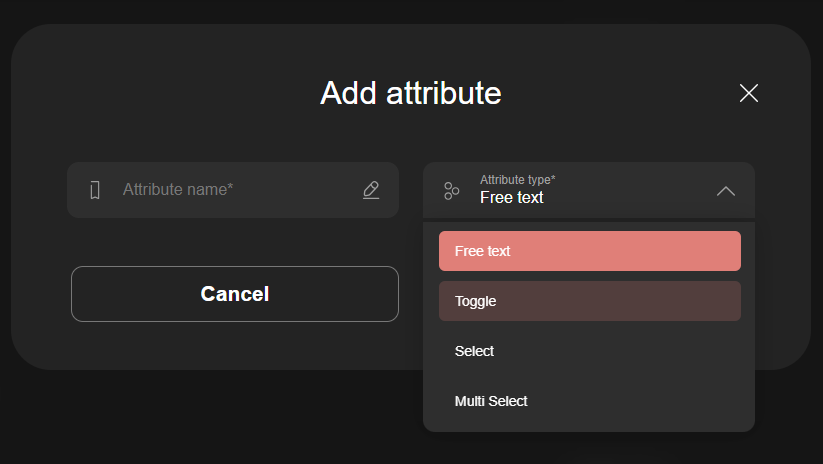 Add attribute
Attribute name*
Attribute type*
Free text
Free text
Toggle
Select
Multi Select
Cancel